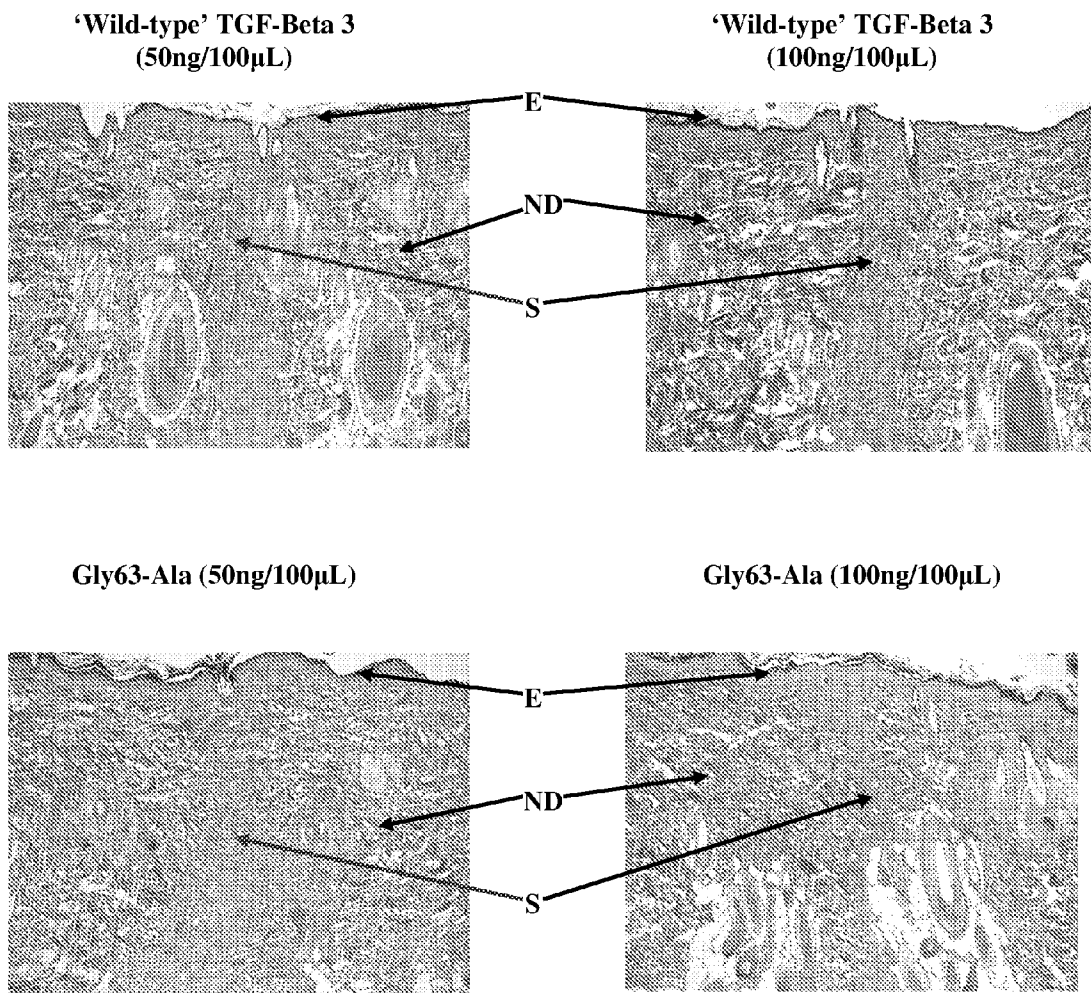 ‘Wild-type’ TGF-Beta 3
(50ng/100µL)
‘Wild-type’ TGF-Beta 3
(100ng/100µL)
E
ND
S
Gly63-Ala (50ng/100µL)
Gly63-Ala (100ng/100µL)
E
ND
S